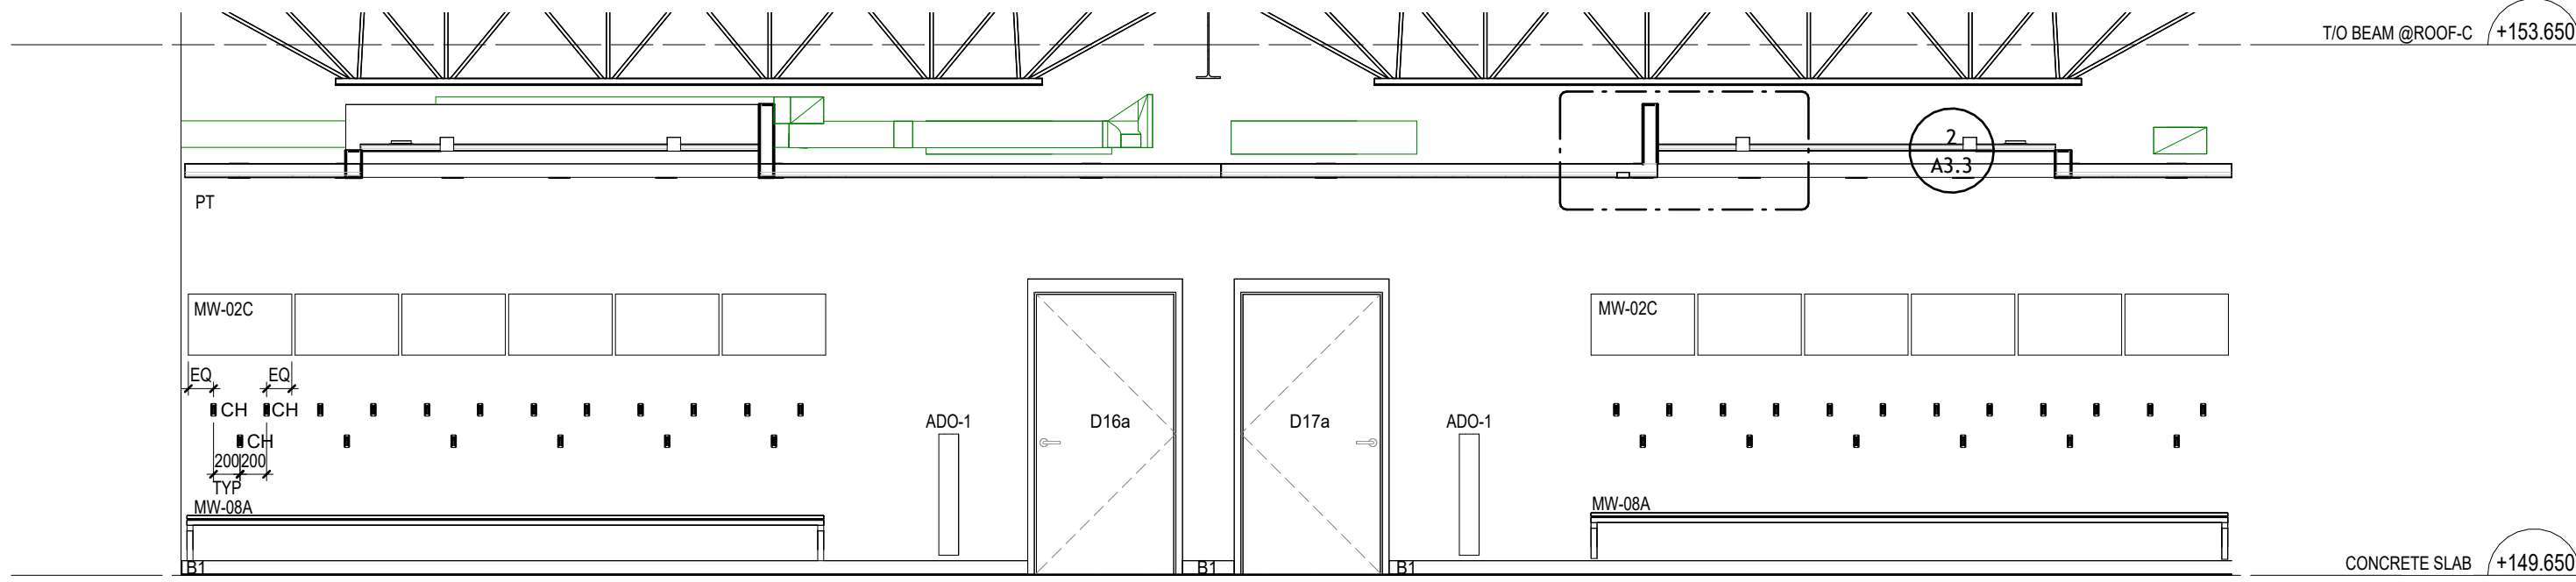 T/O BEAM @ROOF-C +153.650
2
A3.3
PT
MW-02C MW-02C
EQ EQ
CH CH
ADO-1 D16a D17a ADO-1
CH
200 200
TYP
MW-08A MW-08A
B1 B1 B1
CONCRETE SLAB +149.650